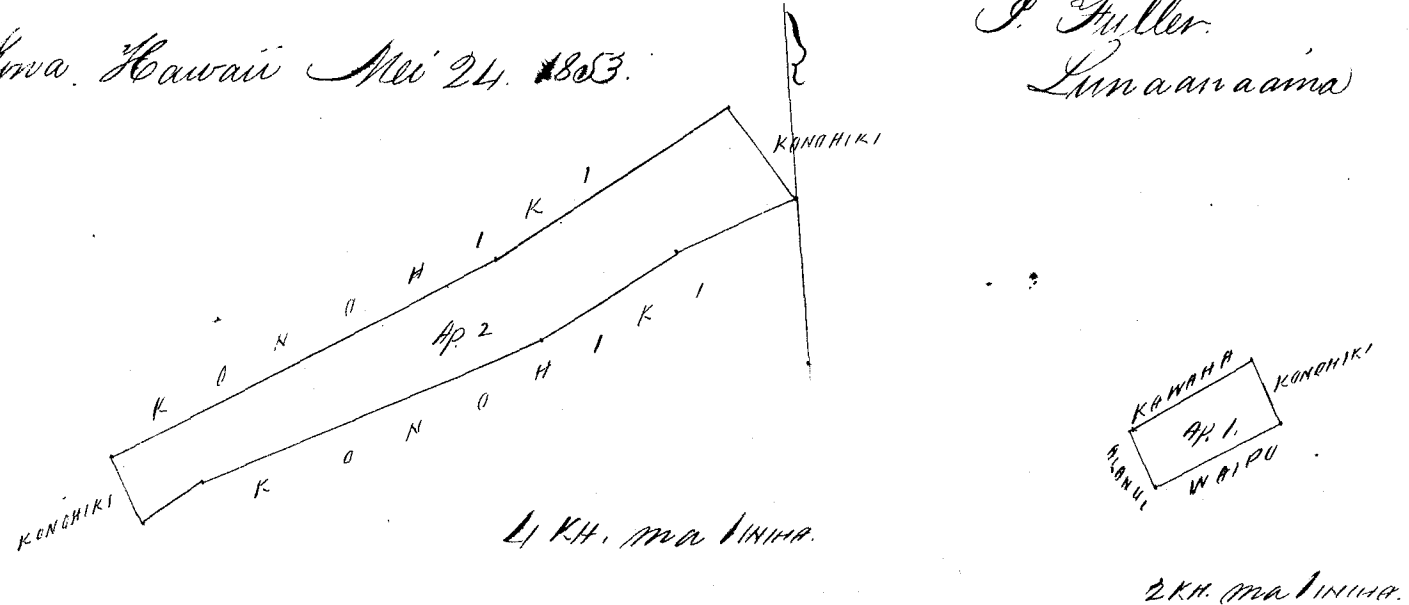 Hawaii Mei 24. 1853.
J. Fuller.
Lunaanaaina
KONOHIKI
KONOHIKI
Ap. 2
KONOHIKI
KONOHIKI
4 KH. ma 1 INIHA.
KAWAHA
KONOHIKI
Ap. 1.
ALANUI
WAIPU
2 KH. ma 1 INIHA.